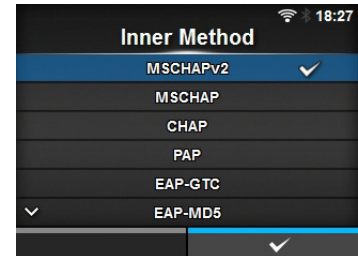 18:27
Inner Method
MSCHAPv2
MSCHAP
CHAP
PAP
EAP-GTC
EAP-MD5